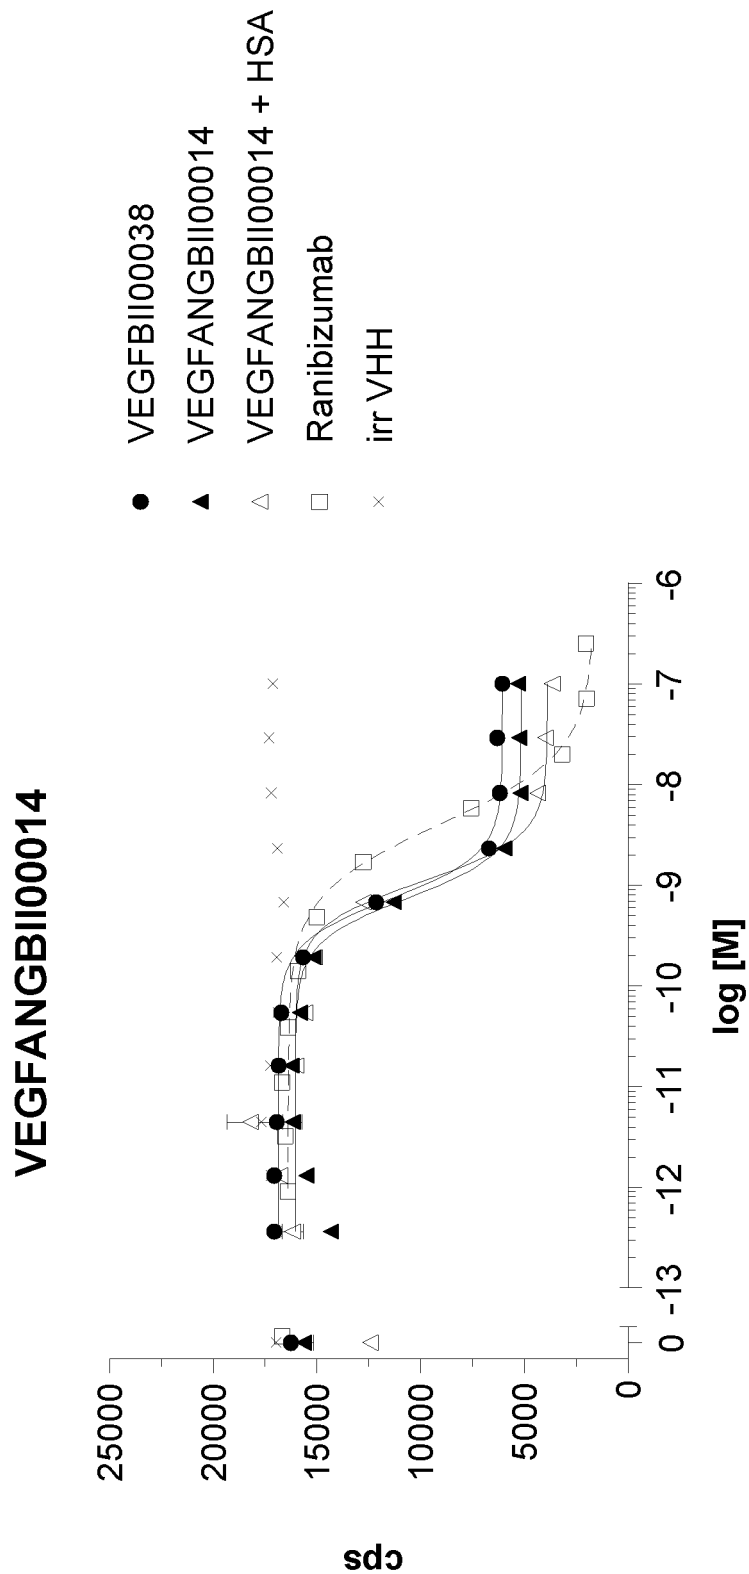 VEGFANGBII00014
VEGFBII00038
VEGFANGBII00014
VEGFANGBII00014 + HSA
Ranibizumab
irr VHH
cps
25000
20000
15000
10000
5000
0
0 -13 -12 -11 -10 -9 -8 -7 -6
log [M]